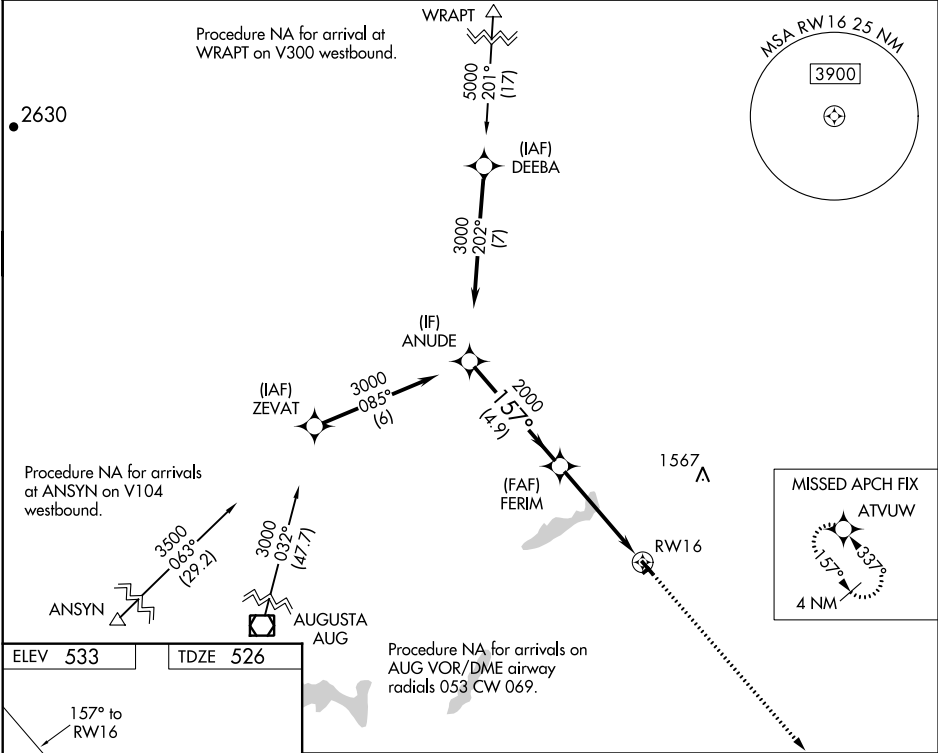 Procedure NA for arrival at
WRAPT on V300 westbound.
WRAPT
5000
201°
(17)
MSA RW16 25 NM
3900
2630
(IAF)
DEEBA
3000
202°
(7)
(IF)
ANUDE
(IAF)
ZEVAT
3000
085°
(6)
2000
157°
(4.9)
(FAF)
FERIM
1567
Procedure NA for arrivals
at ANSYN on V104
westbound.
3500
063°
(29.2)
3000
032°
(47.7)
RW16
MISSED APCH FIX
ATVUW
157°
337°
4 NM
ANSYN
AUGUSTA
AUG
Procedure NA for arrivals on
AUG VOR/DME airway
radials 053 CW 069.
ELEV 533
TDZE 526
157° to
RW16